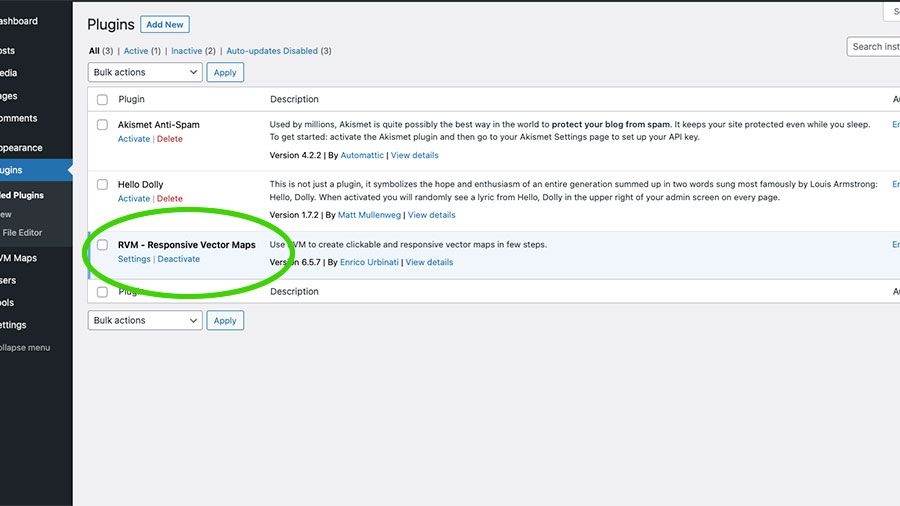 ashboard
osts
edia
ages
omments
ppearance
ugins
ed Plugins
ew
File Editor
VM Maps
sers
ools
ettings
ollapse menu
Plugins Add New
All (3) | Active (1) | Inactive (2) | Auto-updates Disabled (3)
Search inst
Bulk actions Apply
Plugin Description Au
Akismet Anti-Spam
Activate | Delete
Used by millions, Akismet is quite possibly the best way in the world to protect your blog from spam. It keeps your site protected even while you sleep.
To get started: activate the Akismet plugin and then go to your Akismet Settings page to set up your API key.
Version 4.2.2 | By Automattic | View details
En
Hello Dolly
Activate | Delete
This is not just a plugin, it symbolizes the hope and enthusiasm of an entire generation summed up in two words sung most famously by Louis Armstrong:
Hello, Dolly. When activated you will randomly see a lyric from Hello, Dolly in the upper right of your admin screen on every page.
Version 1.7.2 | By Matt Mullenweg | View details
En
RVM - Responsive Vector Maps
Settings | Deactivate
Use RVM to create clickable and responsive vector maps in few steps.
Version 6.5.7 | By Enrico Urbinati | View details
En
Plugin Description Au
Bulk actions Apply